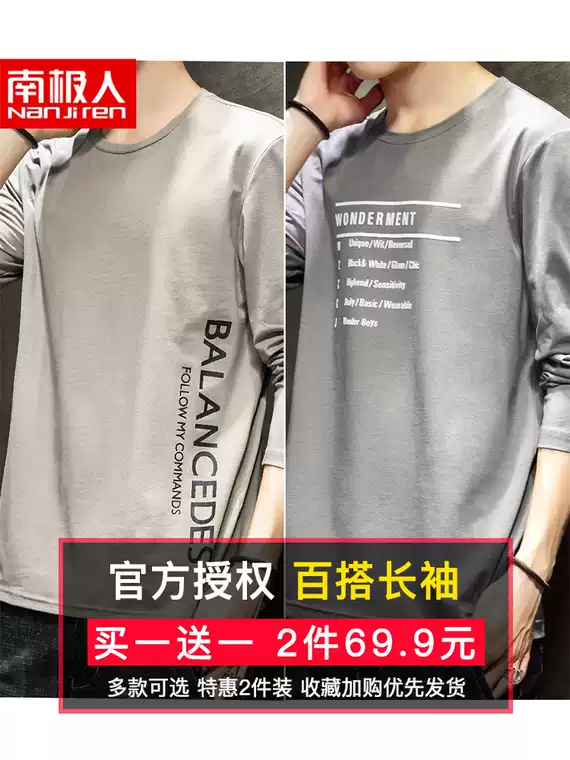 南极人
Nanjiren
WONDERMENT
Unique/Wit/Reversal
Black& White/Glam/Chic
Highend/Sensitivity
Daily/Basic/Wearable
Wonder Boys
BALANCEDES
FOLLOW MY COMMANDS
官方授权 百搭长袖
买一送一 2件69.9元
多款可选 特惠2件装 收藏加购优先发货